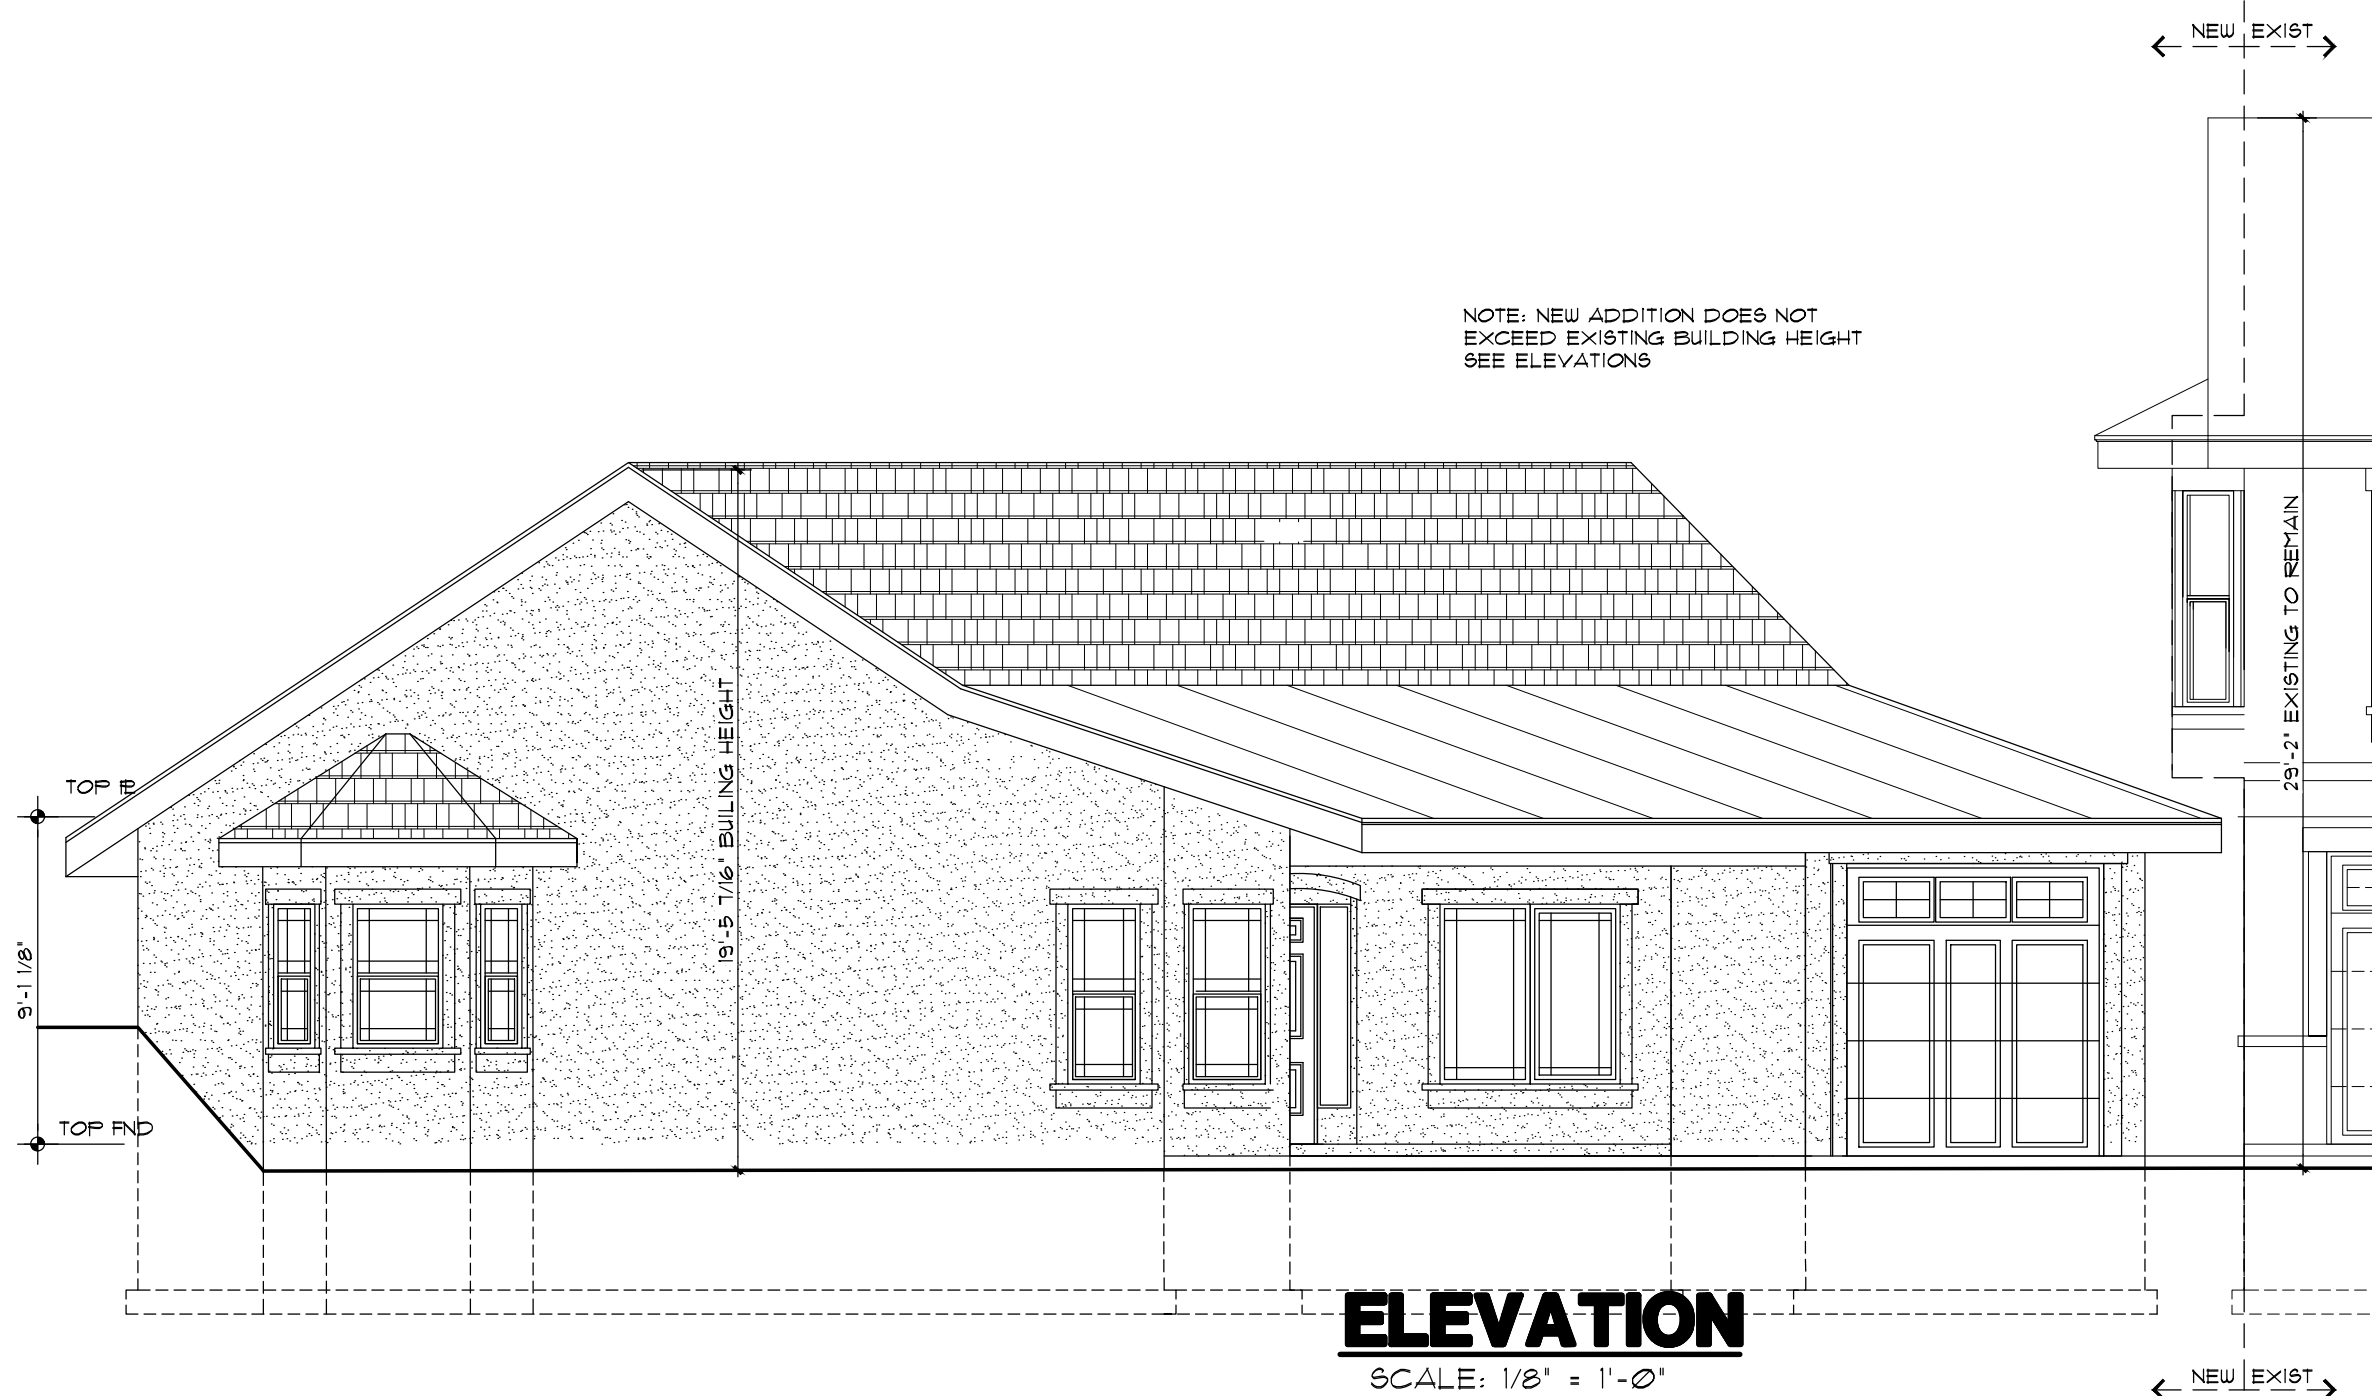 NEW EXIST
NOTE: NEW ADDITION DOES NOT
EXCEED EXISTING BUILDING HEIGHT
SEE ELEVATIONS
29'-2" EXISTING TO REMAIN
19'-5 7/16" BUILING HEIGHT
TOP PL
9'-1 1/8"
TOP FND
ELEVATION
SCALE: 1/8" = 1'-0"
NEW EXIST